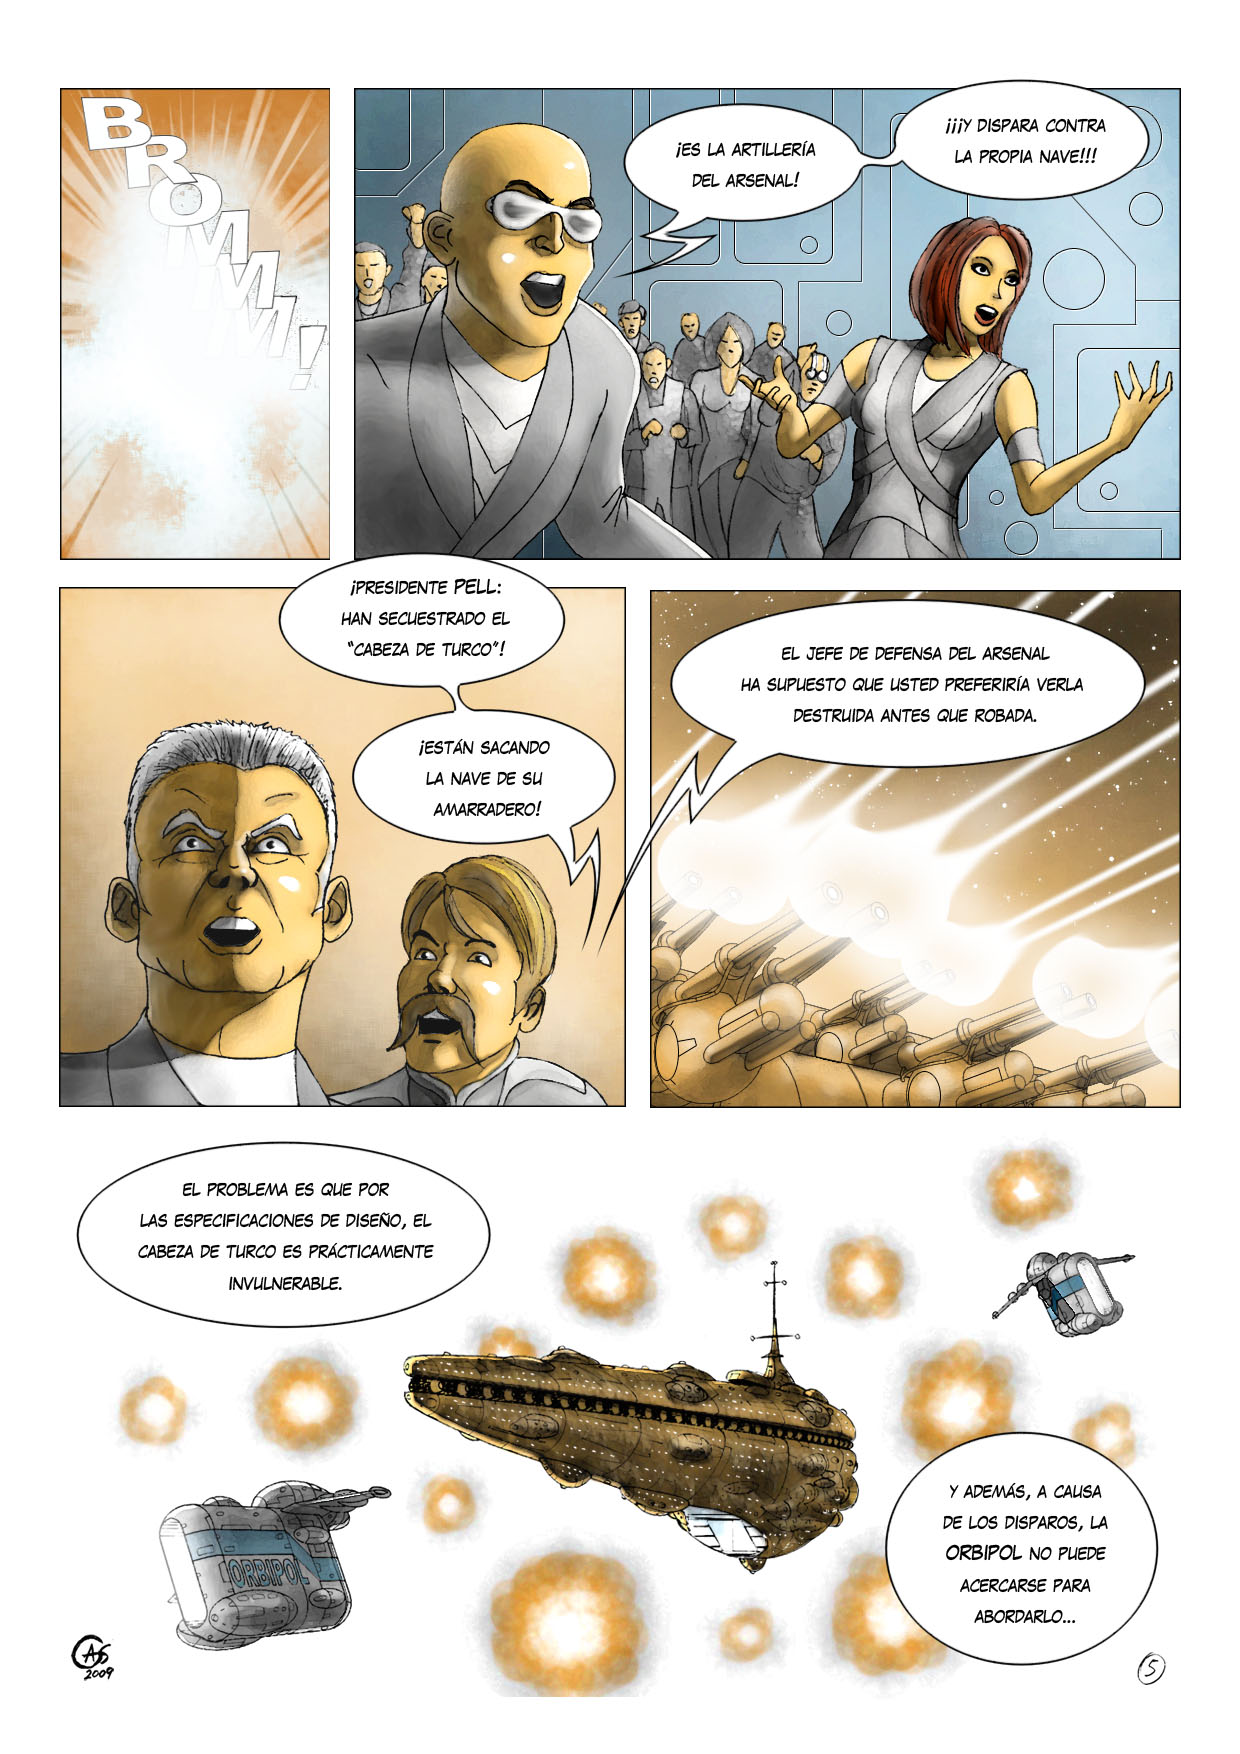 BROMMM!
¡ES LA ARTILLERÍA
DEL ARSENAL!
¡¡¡Y DISPARA CONTRA
LA PROPIA NAVE!!!
¡PRESIDENTE PELL:
HAN SECUESTRADO EL
"CABEZA DE TURCO"!
¡ESTÁN SACANDO
LA NAVE DE SU
AMARRADERO!
EL JEFE DE DEFENSA DEL ARSENAL
HA SUPUESTO QUE USTED PREFERIRÍA VERLA
DESTRUIDA ANTES QUE ROBADA.
EL PROBLEMA ES QUE POR
LAS ESPECIFICACIONES DE DISEÑO, EL
CABEZA DE TURCO ES PRÁCTICAMENTE
INVULNERABLE.
Y ADEMÁS, A CAUSA
DE LOS DISPAROS, LA
ORBIPOL NO PUEDE
ACERCARSE PARA
ABORDARLO...
ORBIPOL
2009
5